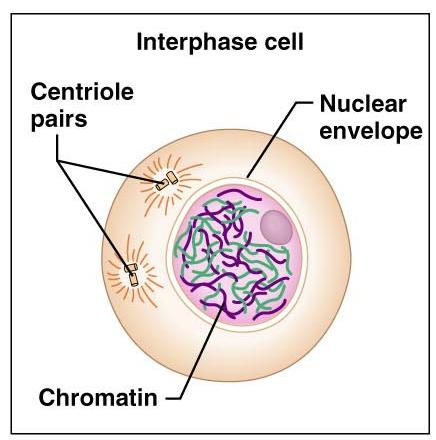 Interphase cell
Centriole
pairs
Nuclear
envelope
Chromatin